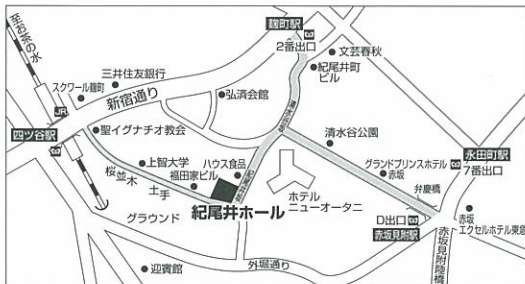 至お茶の水
麹町駅
2番出口
文芸春秋
紀尾井町
ビル
三井住友銀行
スクワール麹町
新宿通り
弘済会館
JR
四ツ谷駅
聖イグナチオ教会
上智大学
福田家ビル
ハウス食品
桜並木
土手
グラウンド
紀尾井ホール
清水谷公園
ホテル
ニューオータニ
グランドプリンスホテル
赤坂
永田町駅
7番出口
弁慶橋
D出口
赤坂見附駅
赤坂
エクセルホテル東急
赤坂見附陸橋
外堀通り
迎賓館